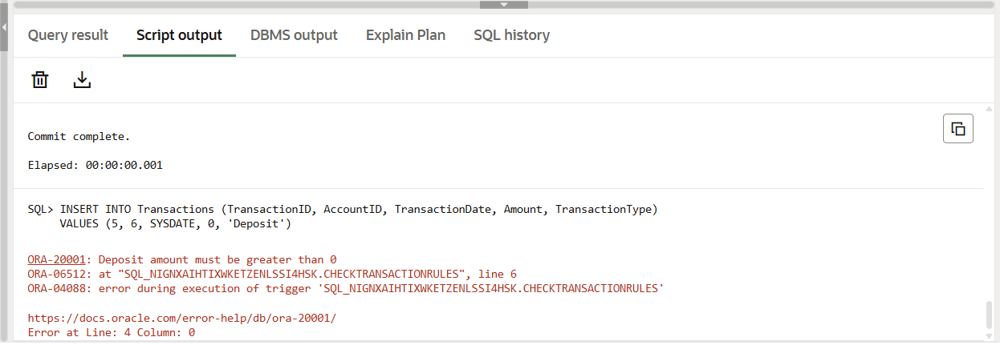 Query result Script output DBMS output Explain Plan SQL history
Commit complete.
Elapsed: 00:00:00.001
SQL> INSERT INTO Transactions (TransactionID, AccountID, TransactionDate, Amount, TransactionType)
VALUES (5, 6, SYSDATE, 0, 'Deposit')
ORA-20001: Deposit amount must be greater than 0
ORA-06512: at "SQL_NIGNXAIHTIXWKETZENLSSI4HSK.CHECKTRANSACTIONRULES", line 6
ORA-04088: error during execution of trigger 'SQL_NIGNXAIHTIXWKETZENLSSI4HSK.CHECKTRANSACTIONRULES'
https://docs.oracle.com/error-help/db/ora-20001/
Error at Line: 4 Column: 0